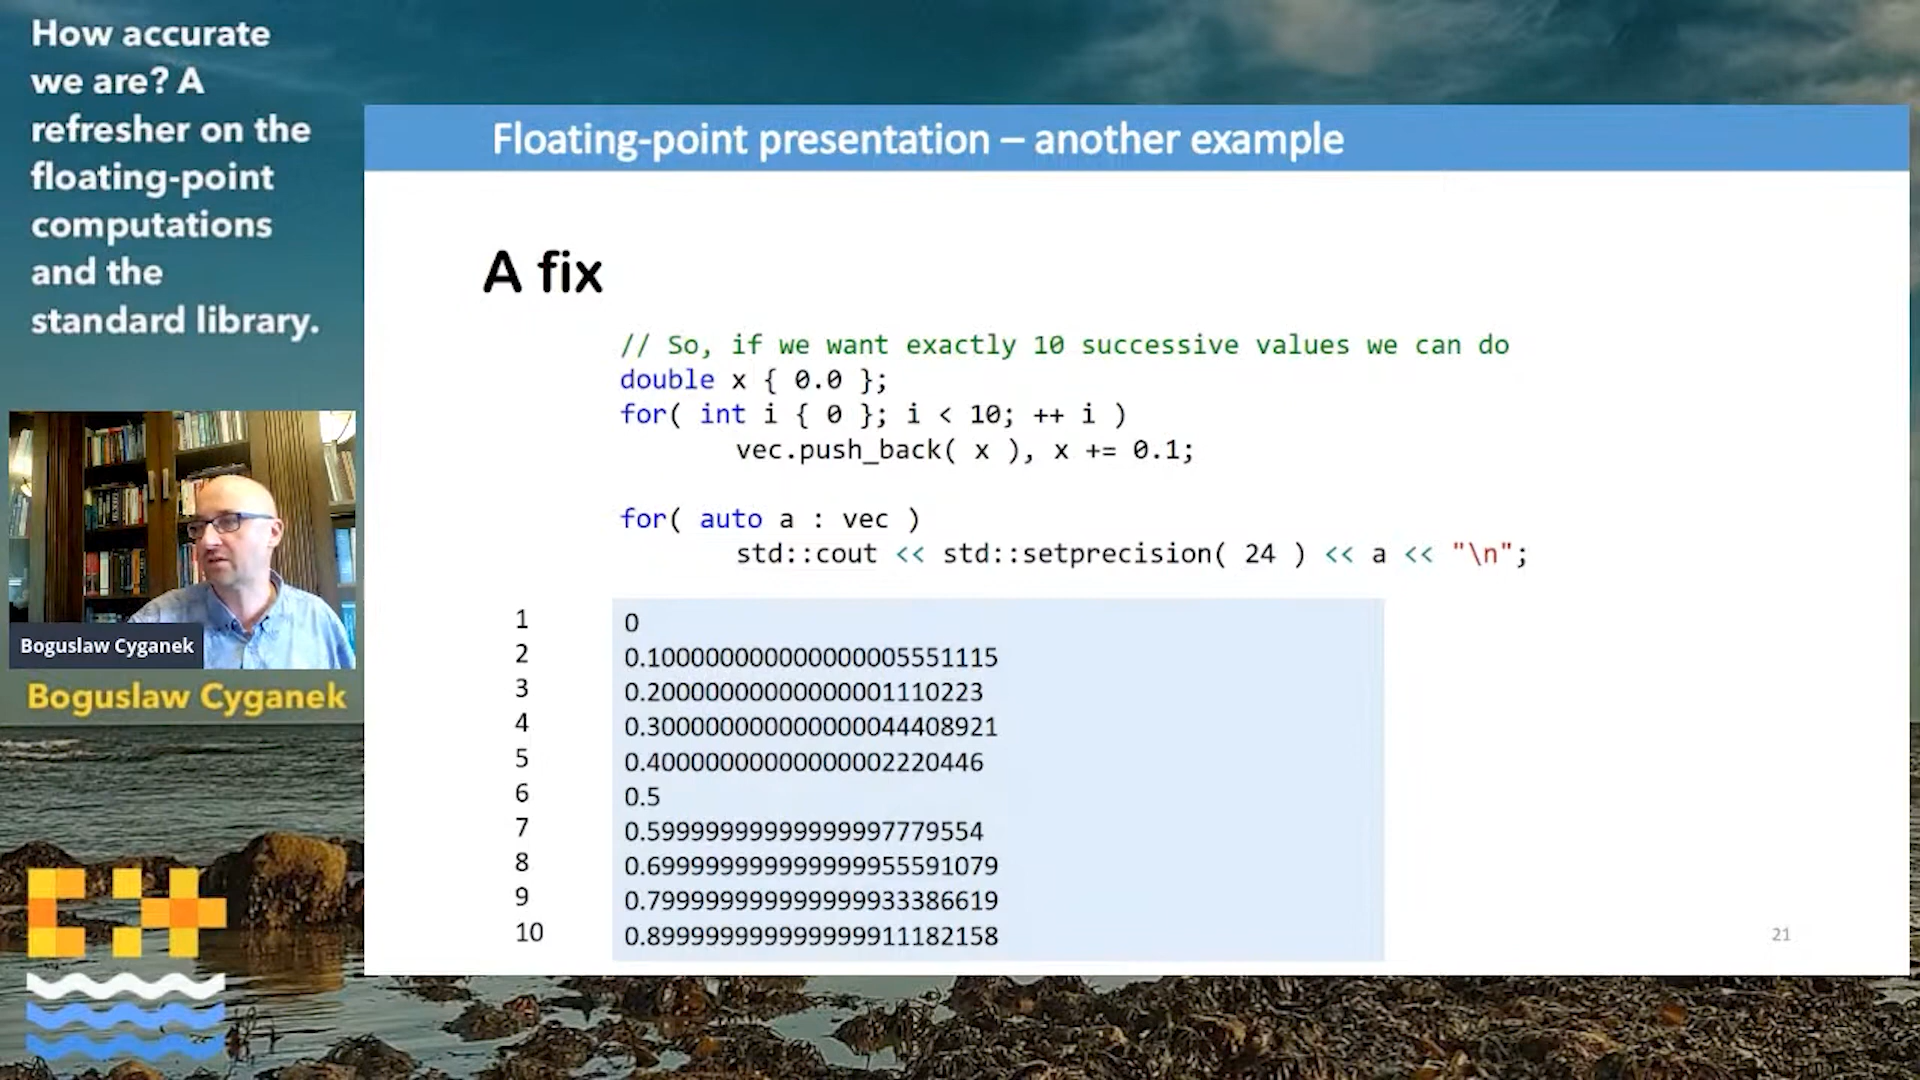 How accurate
we are? A
refresher on the
floating-point
computations
and the
standard library.
Boguslaw Cyganek
Boguslaw Cyganek
Floating-point presentation – another example
A fix
// So, if we want exactly 10 successive values we can do
double x { 0.0 };
for( int i { 0 }; i < 10; ++ i )
vec.push_back( x ), x += 0.1;
for( auto a : vec )
std::cout << std::setprecision( 24 ) << a << "\n";
1 0
2 0.100000000000000005551115
3 0.20000000000000001110223
4 0.300000000000000044408921
5 0.40000000000000002220446
6 0.5
7 0.59999999999999997779554
8 0.699999999999999955591079
9 0.799999999999999933386619
10 0.899999999999999911182158
21